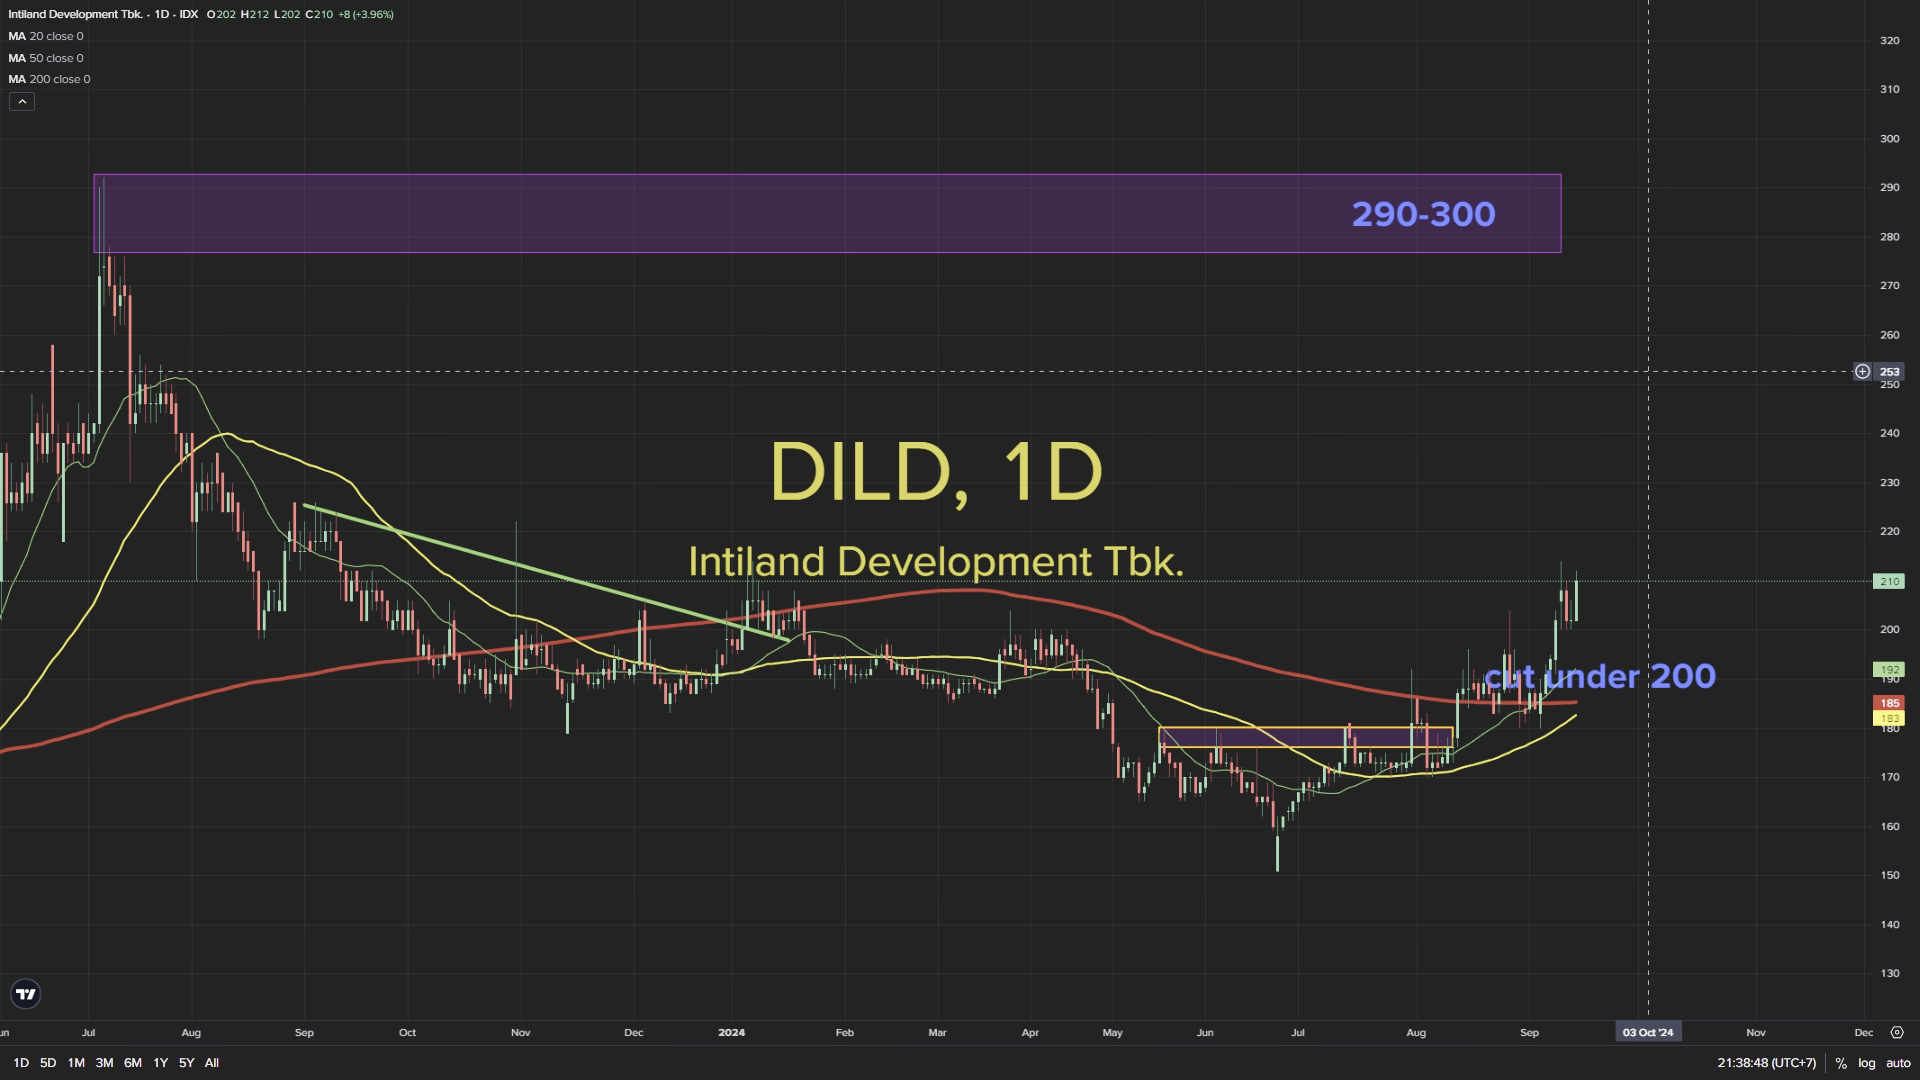 Intiland Development Tbk. · 1D · IDX O202 H212 L202 C210 +8 (+3.96%)
MA 20 close 0
MA 50 close 0
MA 200 close 0
320
310
300
290
290-300
280
270
260
253
250
240
DILD, 1D
230
220
Intiland Development Tbk.
210
200
192
190
cut under 200
185
183
180
170
160
150
140
130
Jul Aug Sep Oct Nov Dec 2024 Feb Mar Apr May Jun Jul Aug Sep 03 Oct '24 Nov Dec
1D 5D 1M 3M 6M 1Y 5Y All 21:38:48 (UTC+7) % log auto